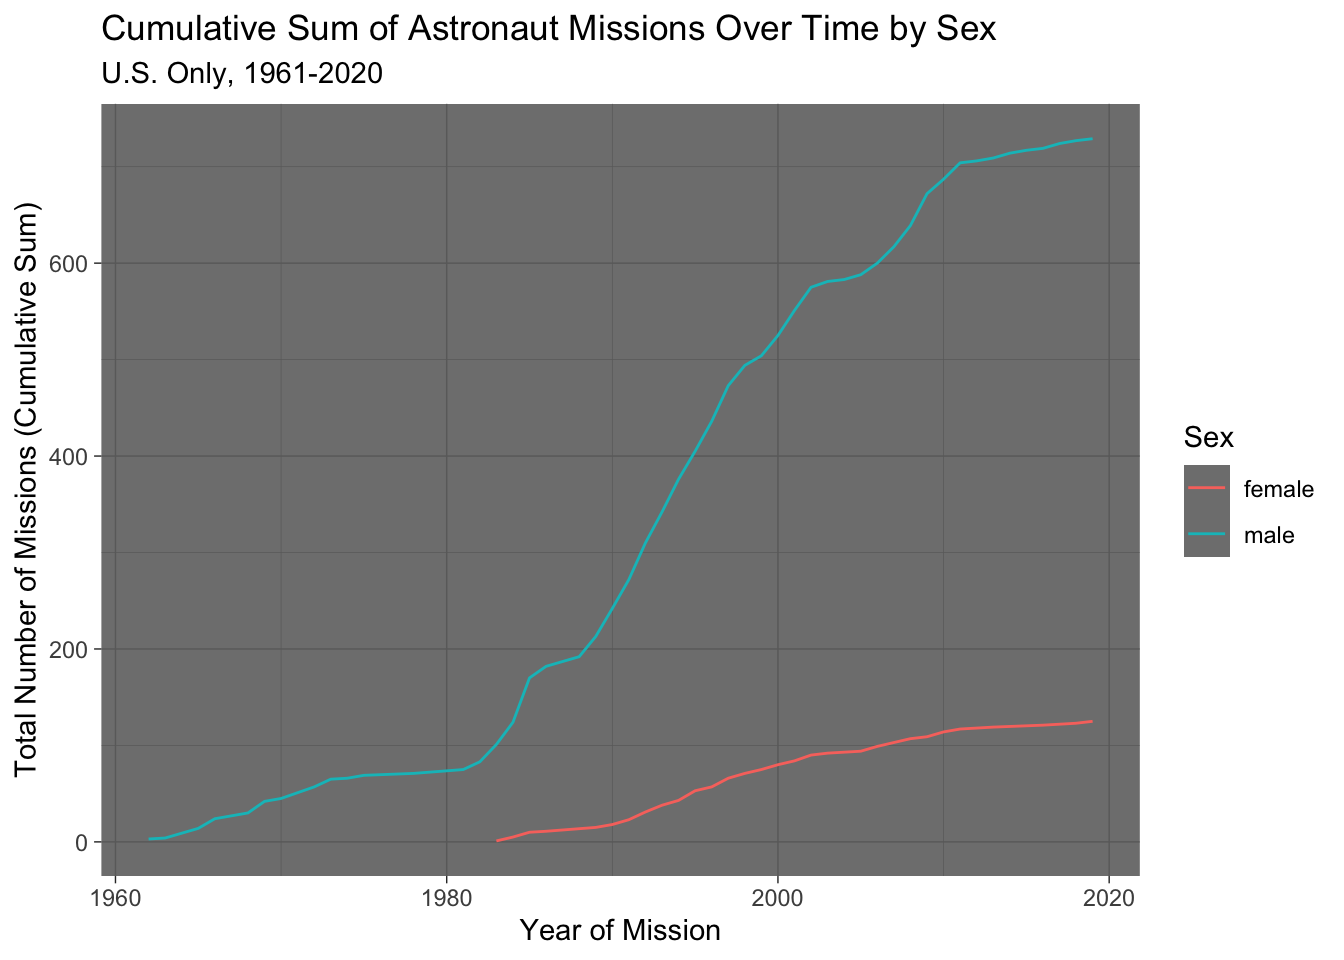 Cumulative Sum of Astronaut Missions Over Time by Sex
U.S. Only, 1961-2020
Total Number of Missions (Cumulative Sum)
600
400
200
0
1960
1980
2000
2020
Year of Mission
Sex
female
male